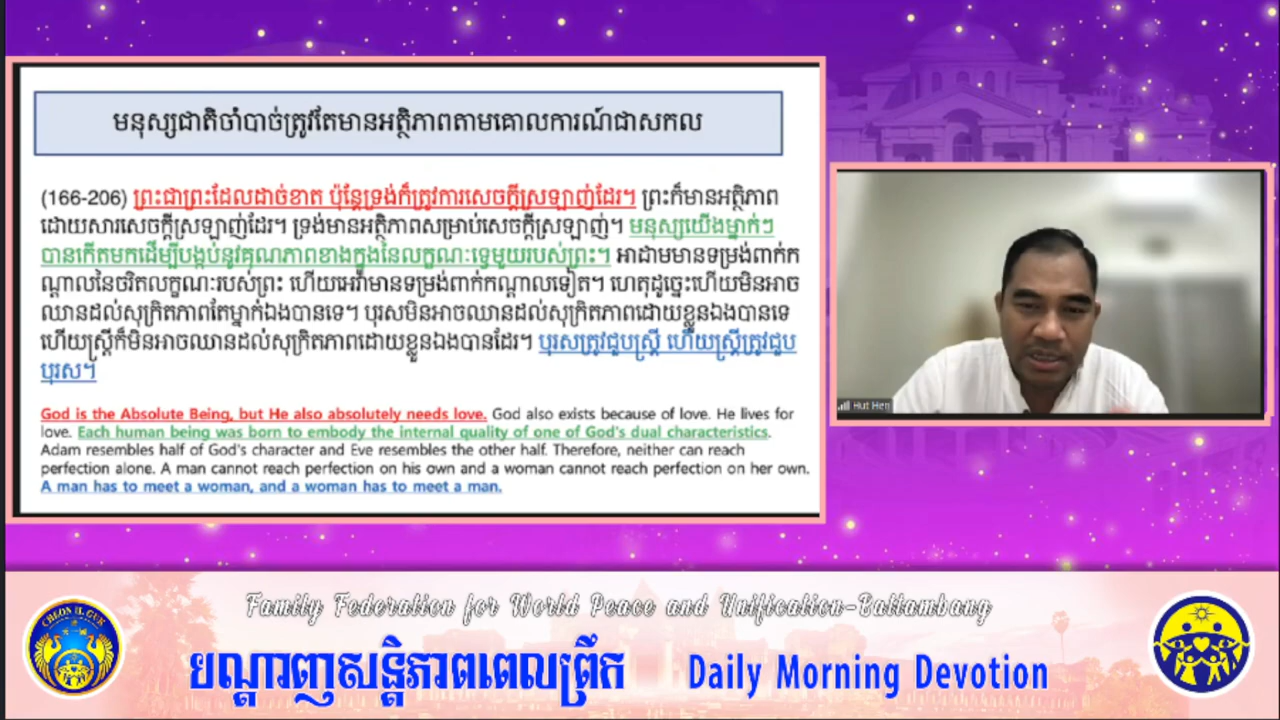 មនុស្សជាតិចាំបាច់ត្រូវតែមានអត្ថិភាពតាមគោលការណ៍ជាសកល
(166-206) ព្រះជាព្រះដែលដាច់ខាត ប៉ុន្តែទ្រង់ក៏ត្រូវការសេចក្ដីស្រឡាញ់ដែរ។ ព្រះក៏មានអត្ថិភាព
ដោយសារសេចក្ដីស្រឡាញ់ដែរ។ ទ្រង់មានអត្ថិភាពសម្រាប់សេចក្ដីស្រឡាញ់។ មនុស្សយើងម្នាក់ៗ
បានកើតមកដើម្បីបង្កប់នូវគុណភាពខាងក្នុងនៃលក្ខណៈទ្វេមួយរបស់ព្រះ។ អាដាមមានទម្រង់ពាក់ក
ណ្ដាលនៃចរិតលក្ខណៈរបស់ព្រះ ហើយអេវ៉ាមានទម្រង់ពាក់កណ្ដាលទៀត។ ហេតុដូច្នេះហើយមិនអាច
ឈានដល់សុក្រិតភាពតែម្នាក់ឯងបានទេ។ បុរសមិនអាចឈានដល់សុក្រិតភាពដោយខ្លួនឯងបានទេ
ហើយស្ត្រីក៏មិនអាចឈានដល់សុក្រិតភាពដោយខ្លួនឯងបានដែរ។ បុរសត្រូវជួបស្ត្រី ហើយស្ត្រីត្រូវជួប
បុរស។
God is the Absolute Being, but He also absolutely needs love. God also exists because of love. He lives for
love. Each human being was born to embody the internal quality of one of God's dual characteristics.
Adam resembles half of God's character and Eve resembles the other half. Therefore, neither can reach
perfection alone. A man cannot reach perfection on his own and a woman cannot reach perfection on her own.
A man has to meet a woman, and a woman has to meet a man.
Hut Hen
Family Federation for World Peace and Unification-Battambang
CHEON IL GUK
បណ្តាញសន្តិភាពពេលព្រឹក Daily Morning Devotion